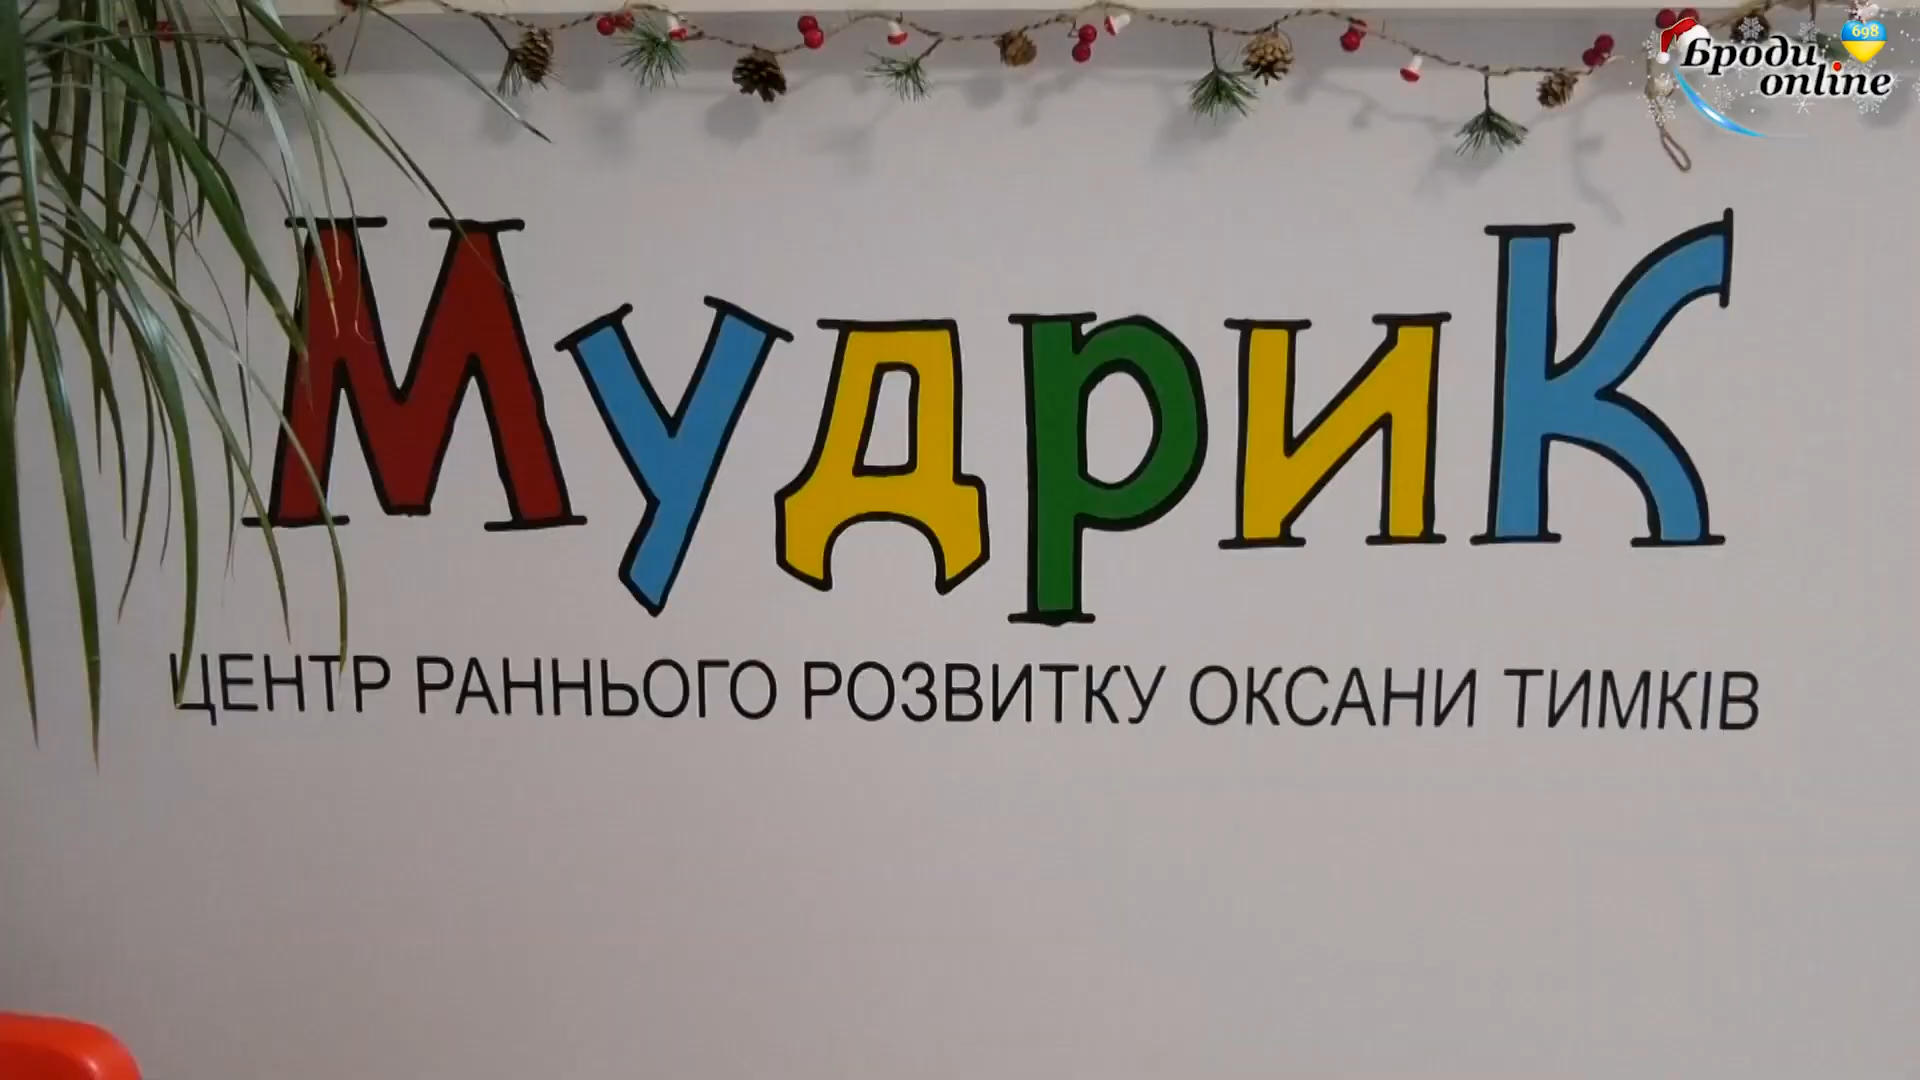 Броди 698
online
МудриК
ЦЕНТР РАННЬОГО РОЗВИТКУ ОКСАНИ ТИМКІВ